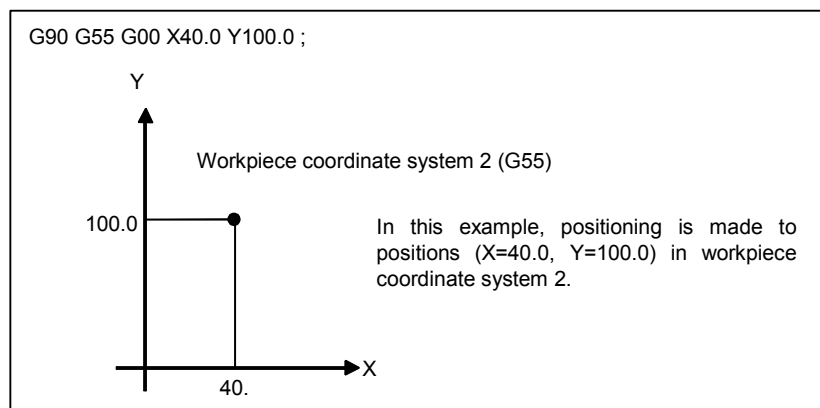 G90 G55 G00 X40.0 Y100.0 ;
Y
Workpiece coordinate system 2 (G55)
100.0
In this example, positioning is made to
positions (X=40.0, Y=100.0) in workpiece
coordinate system 2.
X
40.